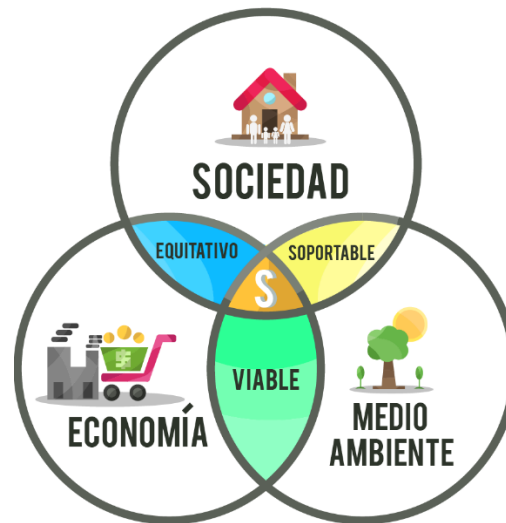 SOCIEDAD
EQUITATIVO
SOPORTABLE
S
$
VIABLE
ECONOMÍA
MEDIO
AMBIENTE